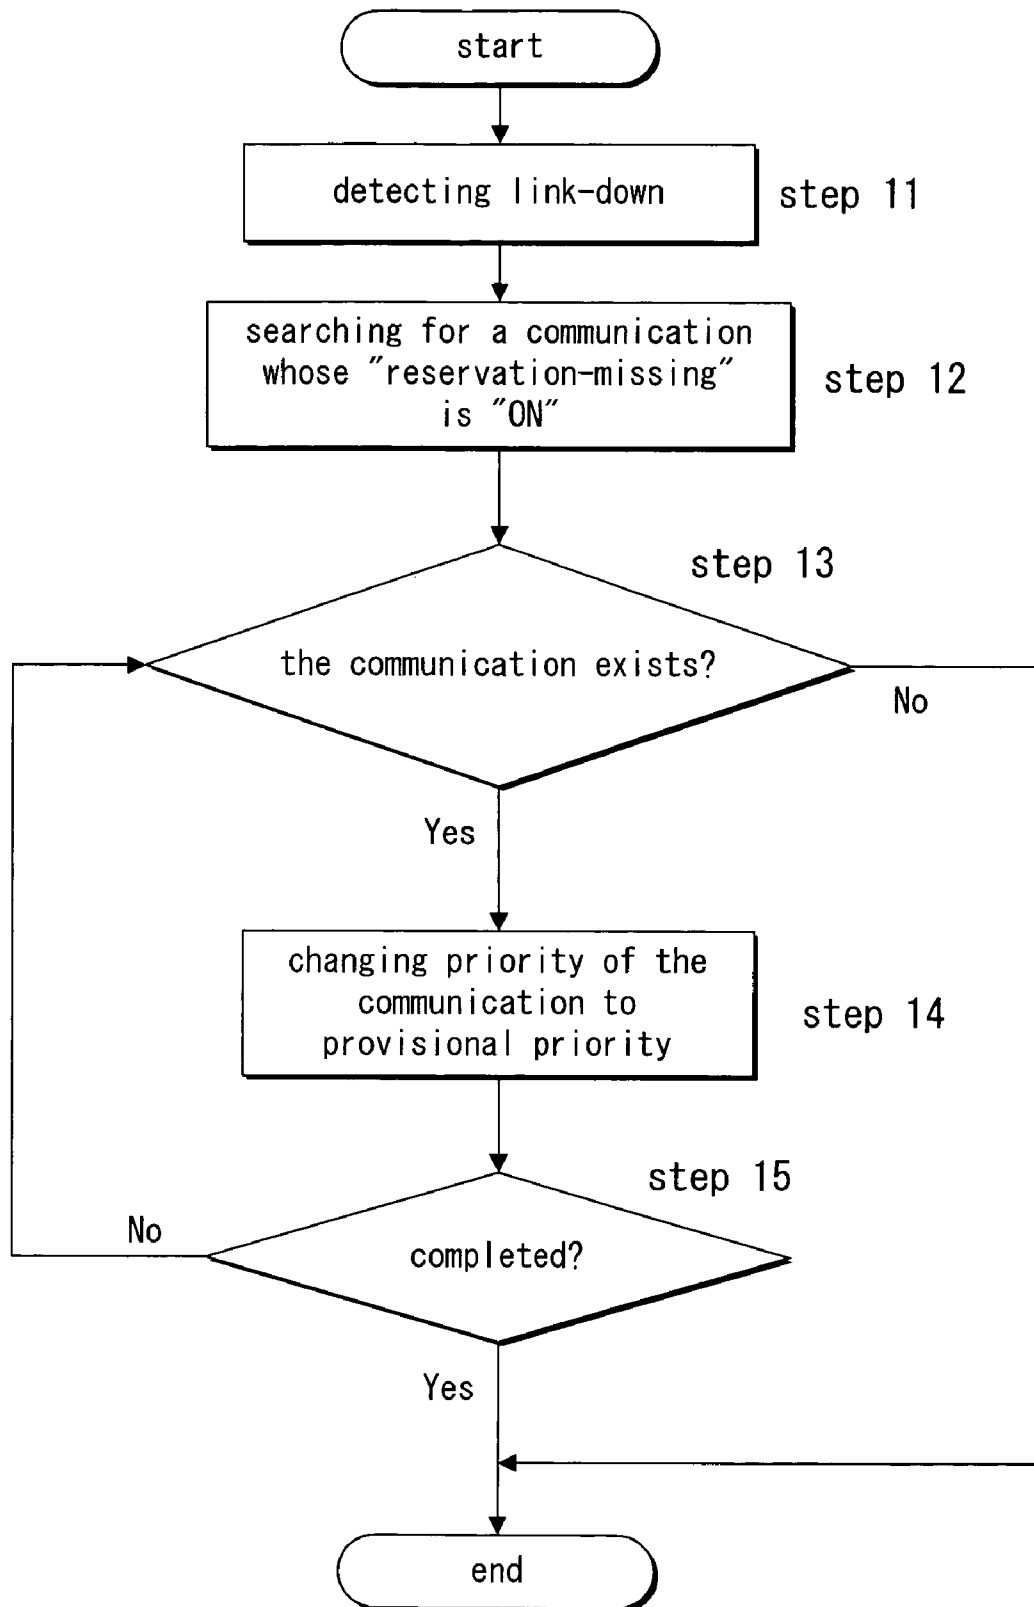 start
detecting link-down
step 11
searching for a communication
whose "reservation-missing"
is "ON"
step 12
step 13
the communication exists?
No
Yes
changing priority of the
communication to
provisional priority
step 14
step 15
No
completed?
Yes
end